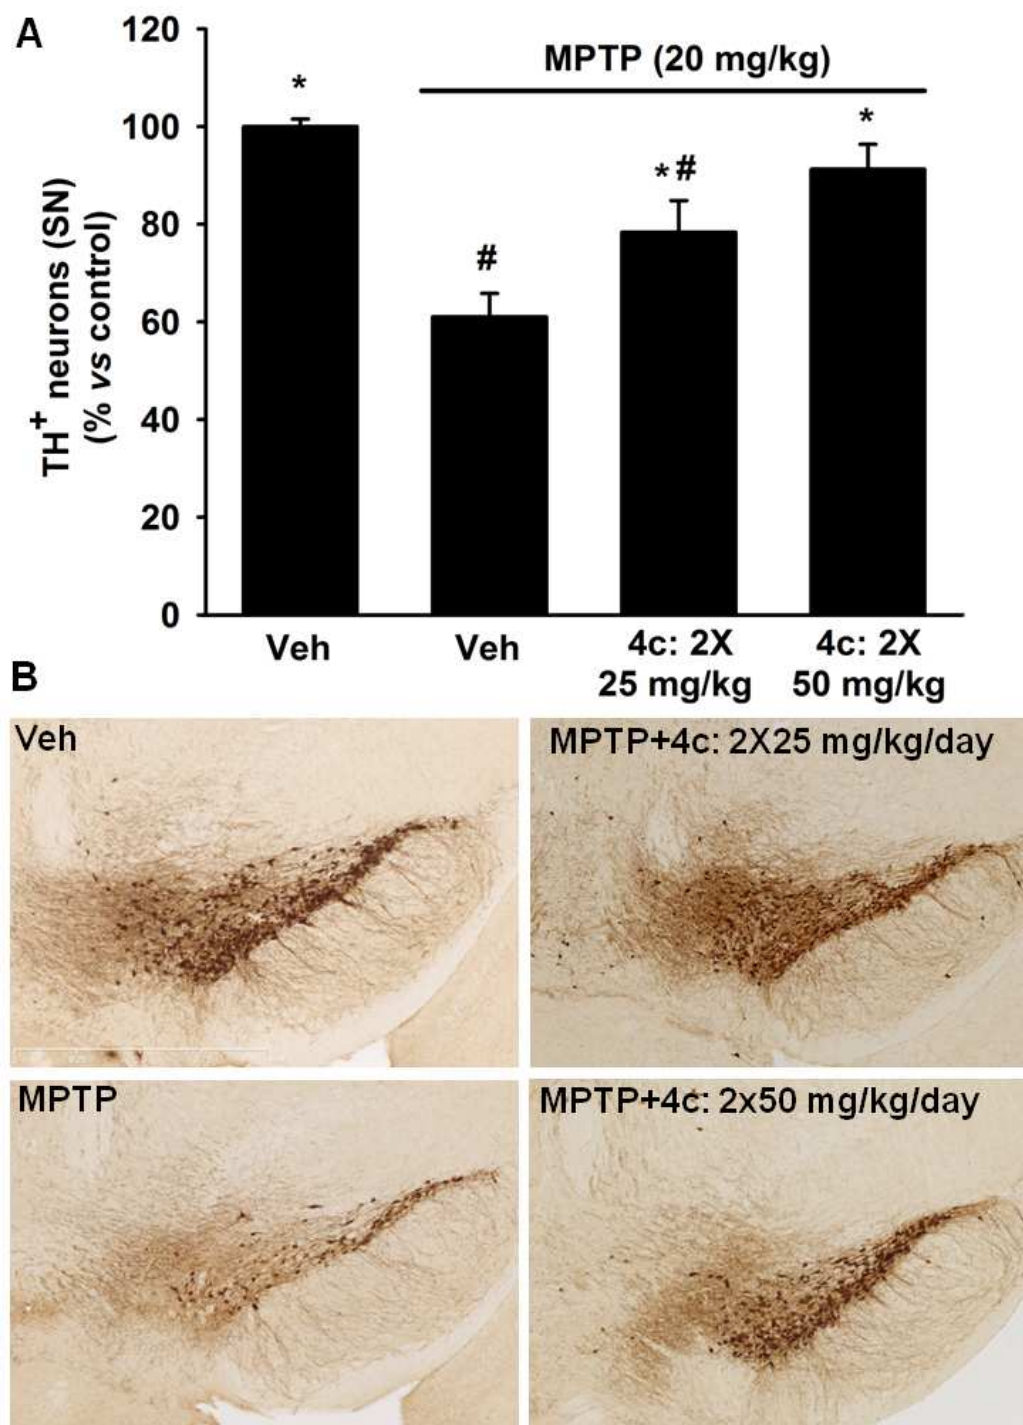 A
120
100
80
60
40
20
0
TH+ neurons (SN)
(% vs control)
MPTP (20 mg/kg)
*
#
*#
*
Veh
Veh
4c: 2X
25 mg/kg
4c: 2X
50 mg/kg
B
Veh
MPTP+4c: 2X25 mg/kg/day
MPTP
MPTP+4c: 2x50 mg/kg/day